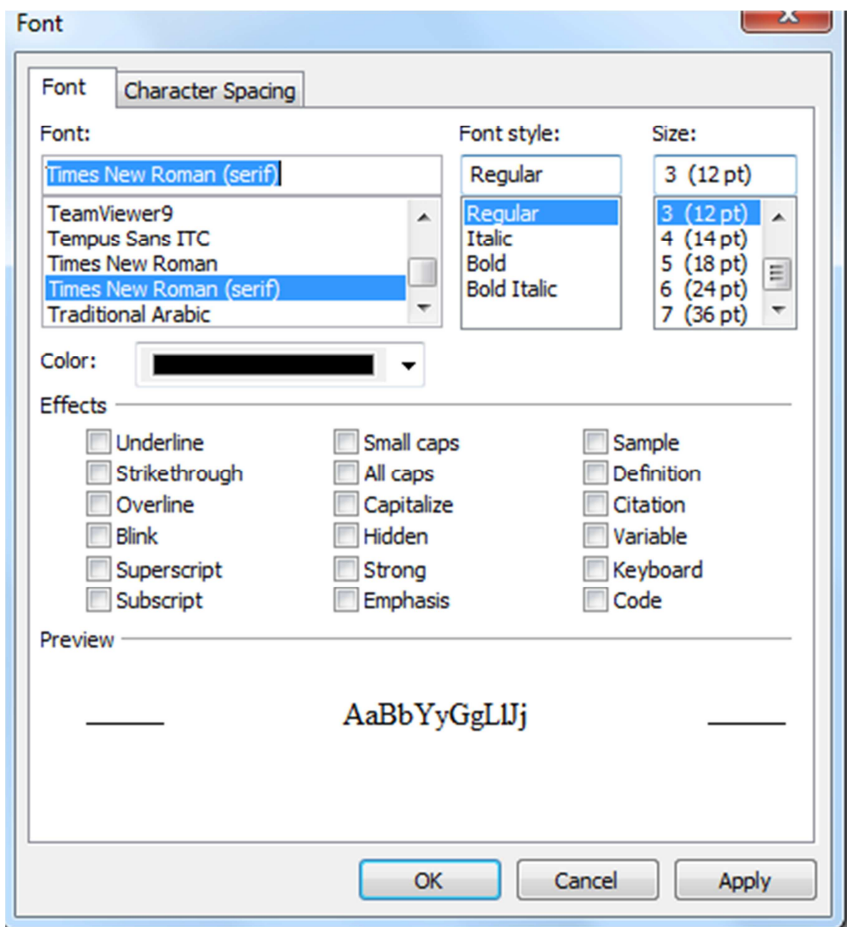 Font
Font Character Spacing
Font: Font style: Size:
Times New Roman (serif) Regular 3 (12 pt)
TeamViewer9 Regular 3 (12 pt)
Tempus Sans ITC Italic 4 (14 pt)
Times New Roman Bold 5 (18 pt)
Times New Roman (serif) Bold Italic 6 (24 pt)
Traditional Arabic 7 (36 pt)
Color:
Effects
Underline Small caps Sample
Strikethrough All caps Definition
Overline Capitalize Citation
Blink Hidden Variable
Superscript Strong Keyboard
Subscript Emphasis Code
Preview
AaBbYyGgLlJj
OK Cancel Apply